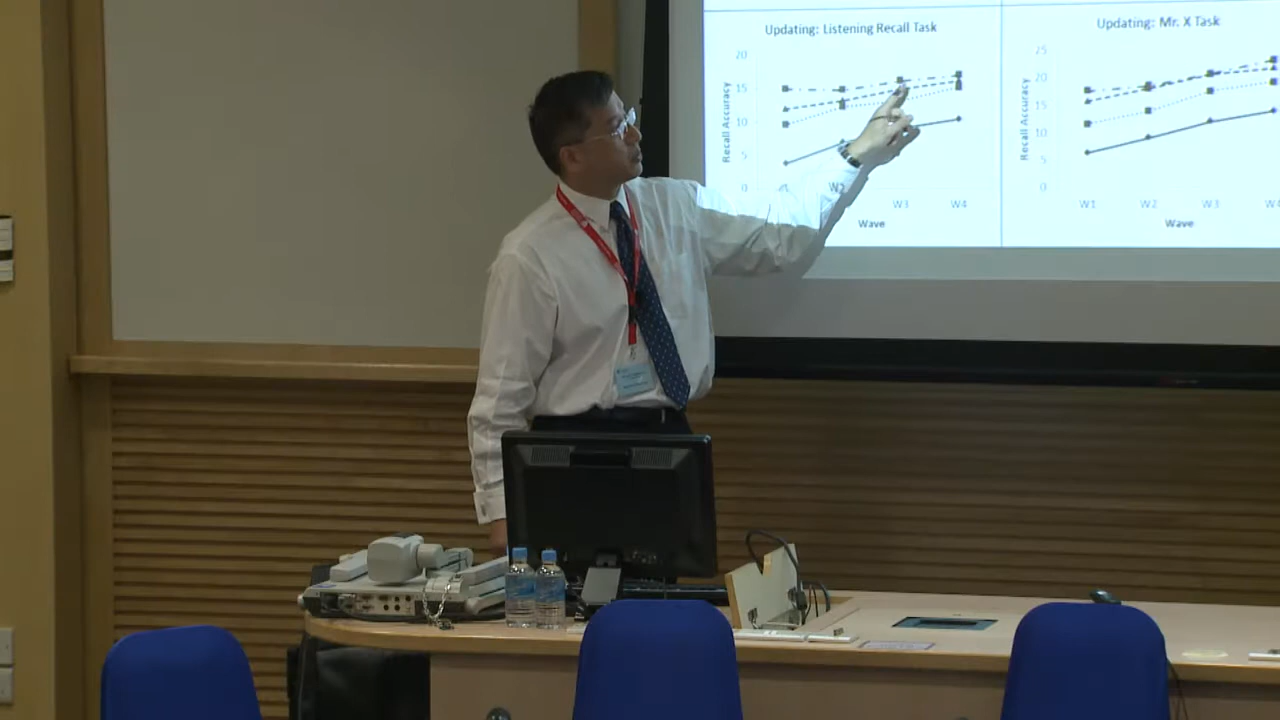 Updating: Listening Recall Task
20
15
10
5
0
Recall Accuracy
W2
W3
W4
Wave
Updating: Mr. X Task
25
20
15
10
5
0
Recall Accuracy
W1
W2
W3
W4
Wave